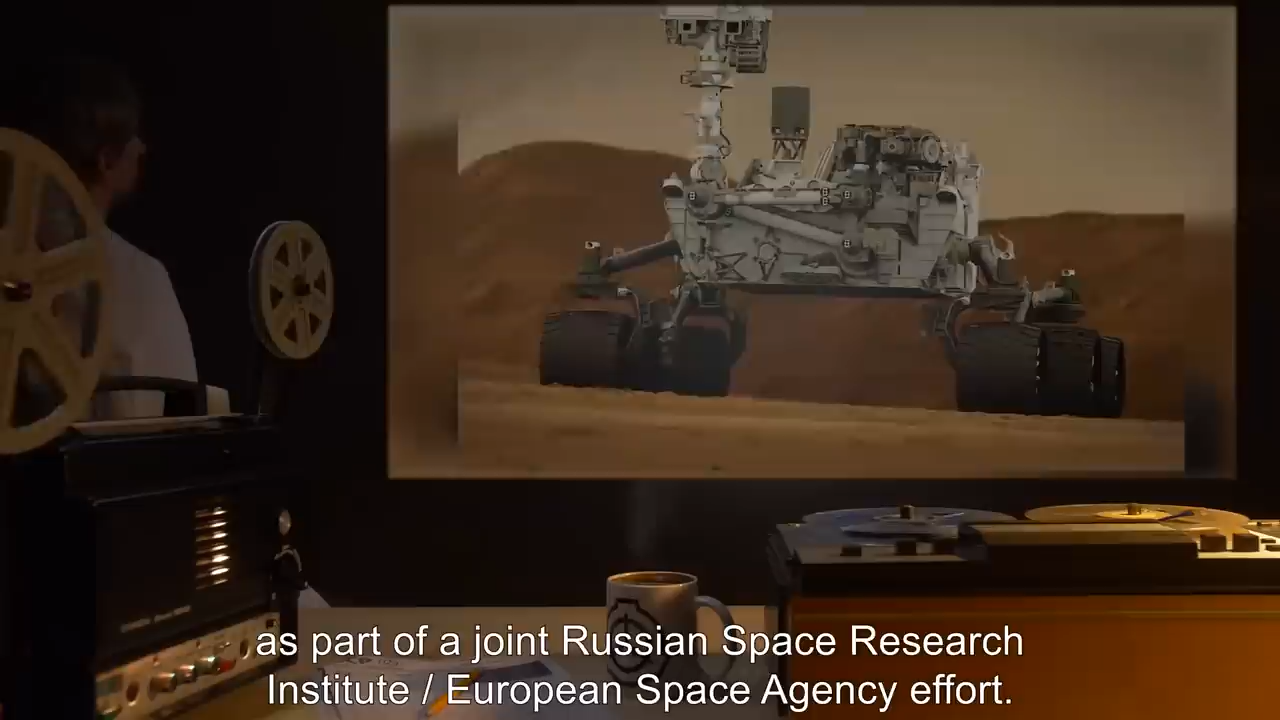 as part of a joint Russian Space Research
Institute / European Space Agency effort.